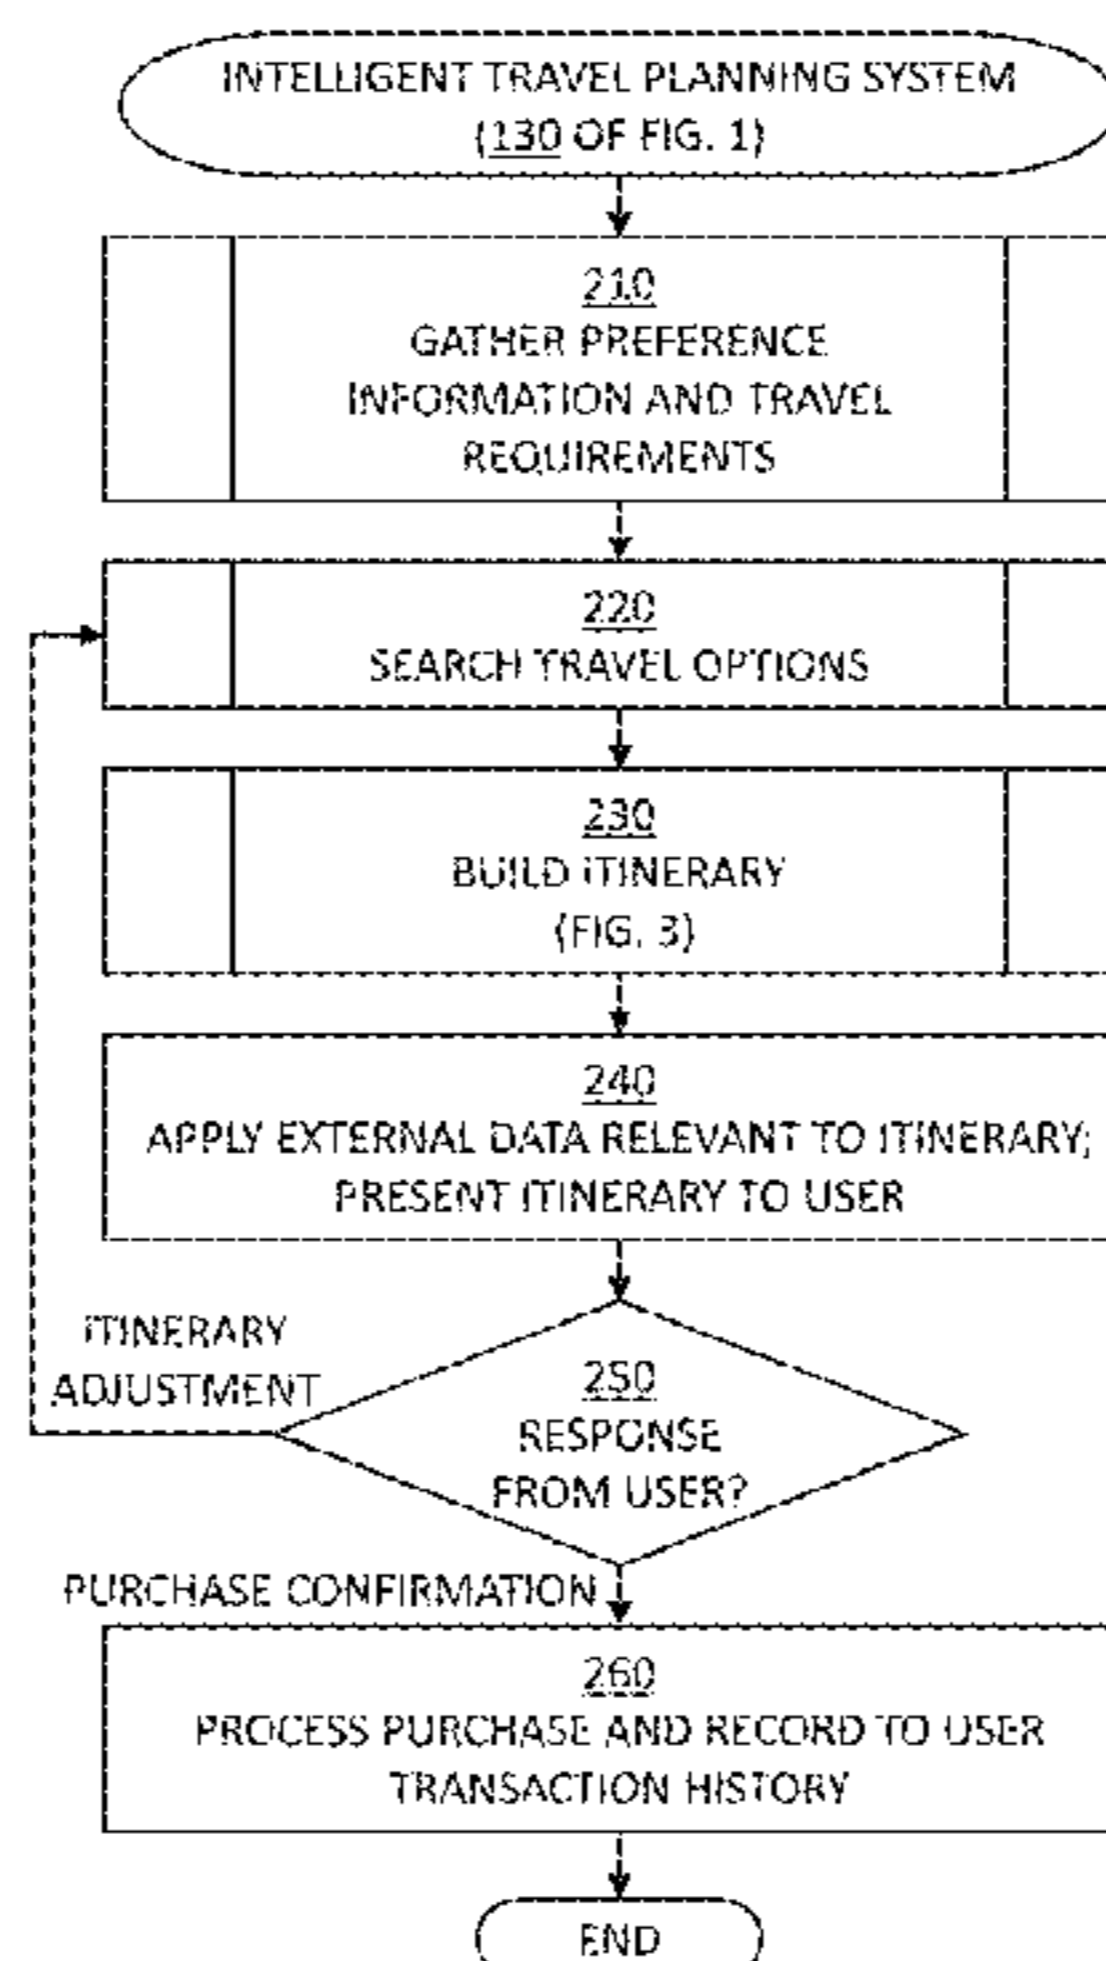 INTELLIGENT TRAVEL PLANNING SYSTEM
(130 OF FIG. 1)
210
GATHER PREFERENCE
INFORMATION AND TRAVEL
REQUIREMENTS
220
SEARCH TRAVEL OPTIONS
230
BUILD ITINERARY
(FIG. 3)
240
APPLY EXTERNAL DATA RELEVANT TO ITINERARY;
PRESENT ITINERARY TO USER
ITINERARY
ADJUSTMENT
250
RESPONSE
FROM USER?
PURCHASE CONFIRMATION
260
PROCESS PURCHASE AND RECORD TO USER
TRANSACTION HISTORY
END